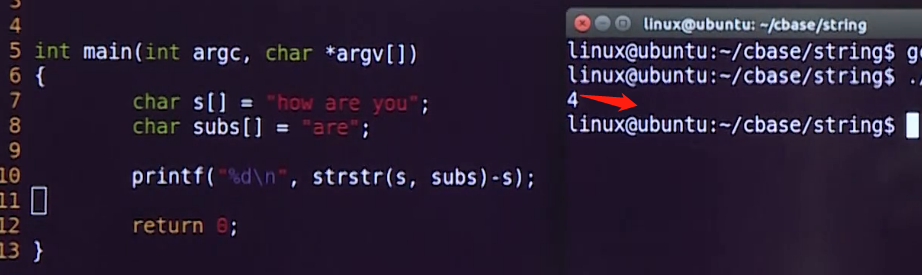 4
5 int main(int argc, char *argv[])
6 {
7 char s[] = "how are you";
8 char subs[] = "are";
9
10 printf("%d\n", strstr(s, subs)-s);
11
12 return 0;
13 }
linux@ubuntu: ~/cbase/string
linux@ubuntu:~/cbase/string$
linux@ubuntu:~/cbase/string$ ./
4
linux@ubuntu:~/cbase/string$